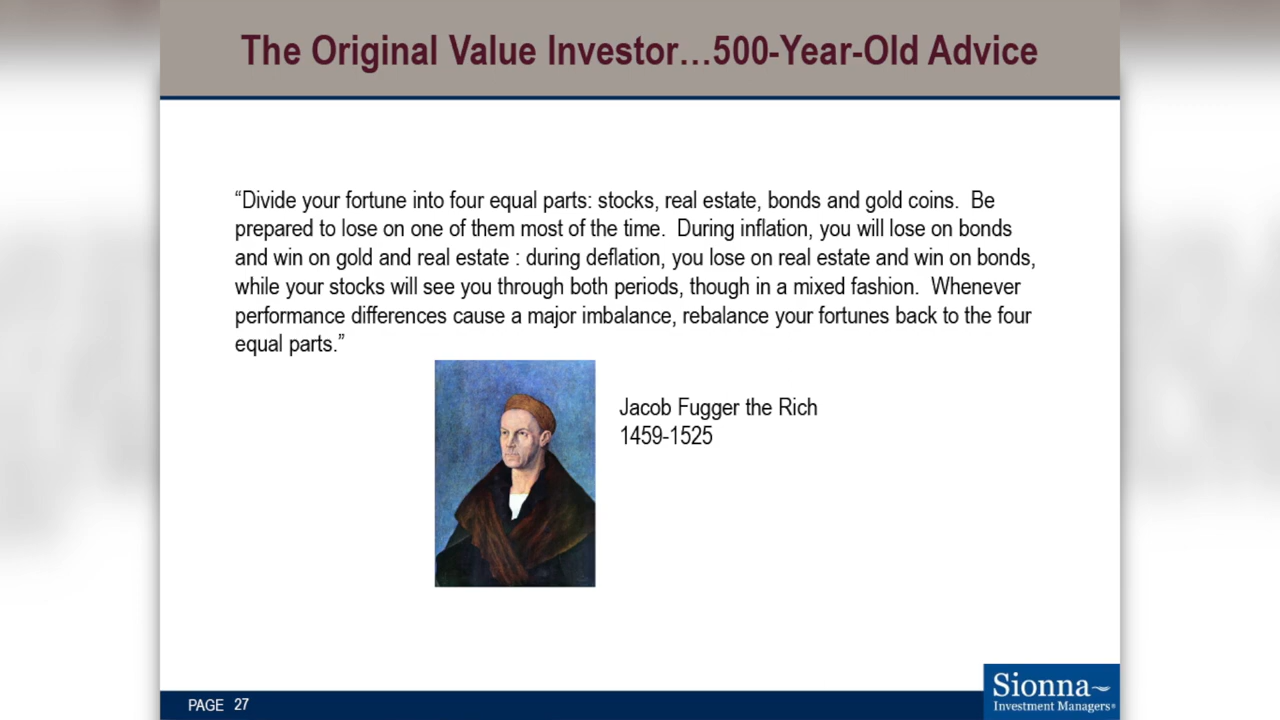 The Original Value Investor…500-Year-Old Advice
“Divide your fortune into four equal parts: stocks, real estate, bonds and gold coins.  Be
prepared to lose on one of them most of the time.  During inflation, you will lose on bonds
and win on gold and real estate : during deflation, you lose on real estate and win on bonds,
while your stocks will see you through both periods, though in a mixed fashion.  Whenever
performance differences cause a major imbalance, rebalance your fortunes back to the four
equal parts.”
Jacob Fugger the Rich
1459-1525
PAGE 27
Sionna
Investment Managers®